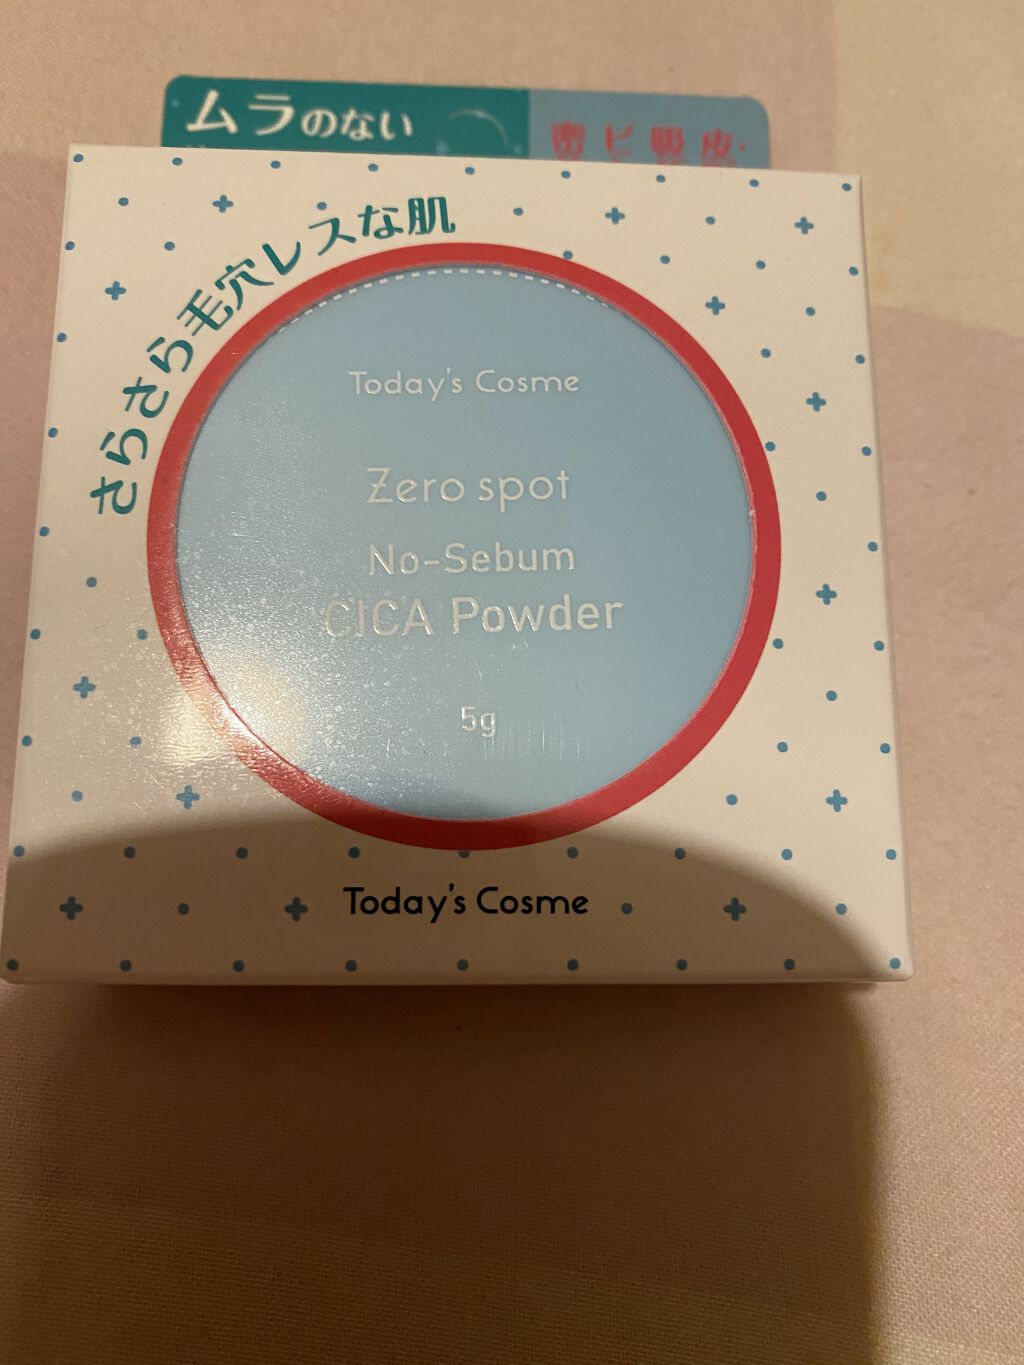 ムラのない
さらさら毛穴レスな肌
Today's Cosme
Zero spot
No-Sebum
CICA Powder
5g
Today's Cosme